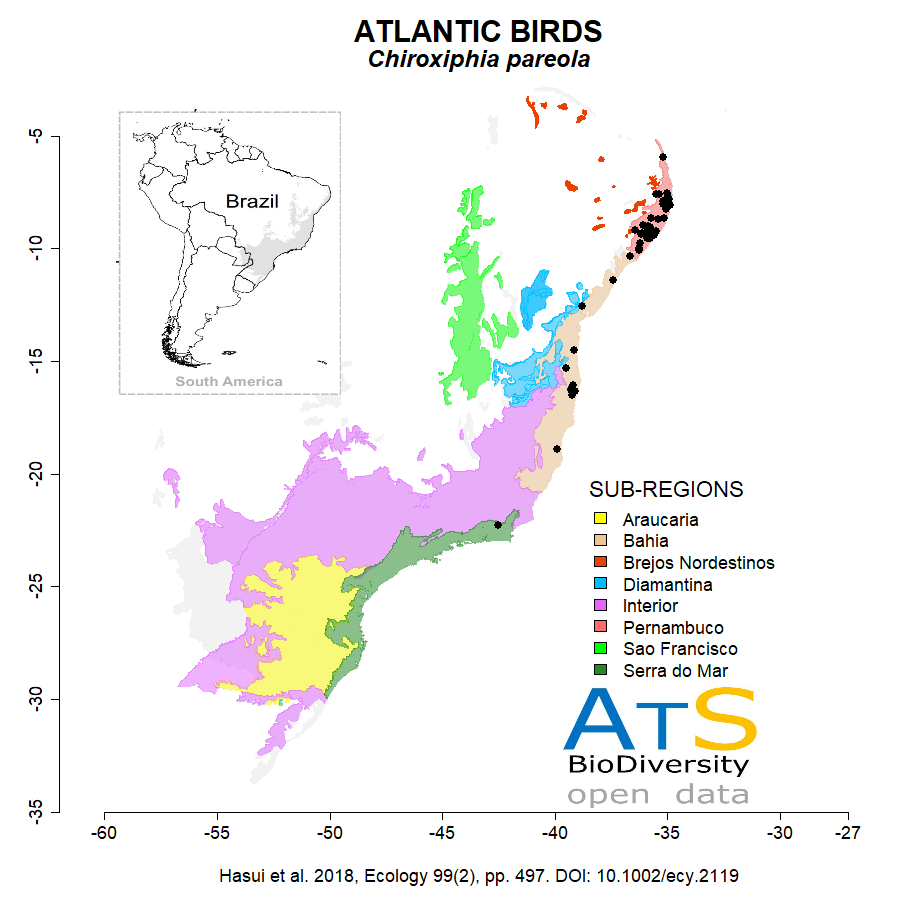 ATLANTIC BIRDS
Chiroxiphia pareola
Brazil
South America
-5
-10
-15
-20
-25
-30
-35
SUB-REGIONS
Araucaria
Bahia
Brejos Nordestinos
Diamantina
Interior
Pernambuco
Sao Francisco
Serra do Mar
ATS
BioDiversity
open data
-60 -55 -50 -45 -40 -35 -30 -27
Hasui et al. 2018, Ecology 99(2), pp. 497. DOI: 10.1002/ecy.2119